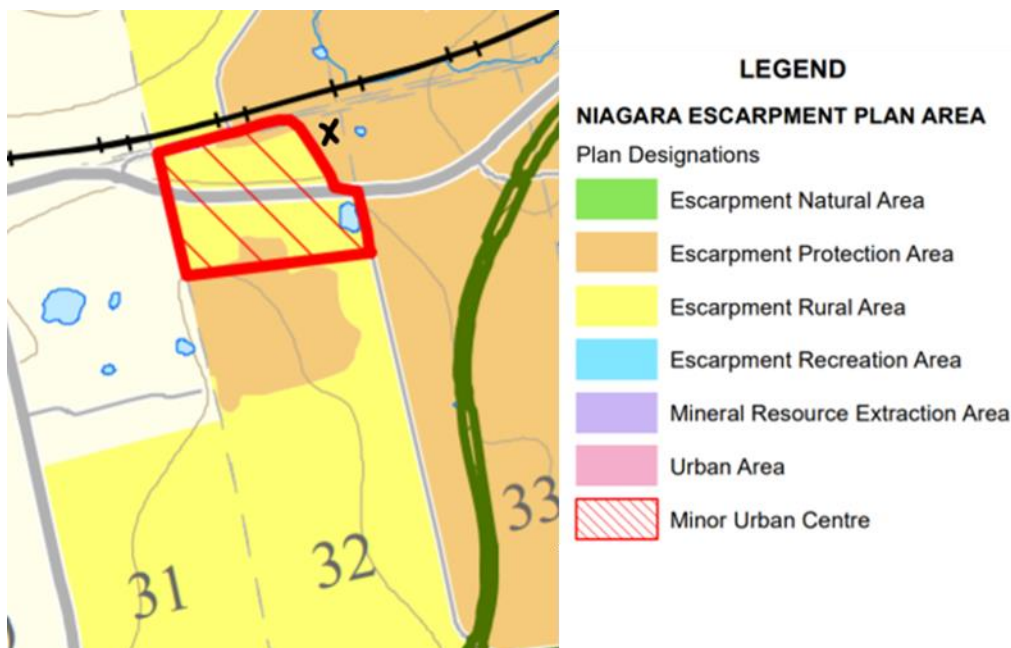 LEGEND
NIAGARA ESCARPMENT PLAN AREA
Plan Designations
Escarpment Natural Area
Escarpment Protection Area
Escarpment Rural Area
Escarpment Recreation Area
Mineral Resource Extraction Area
Urban Area
Minor Urban Centre
31
32
33